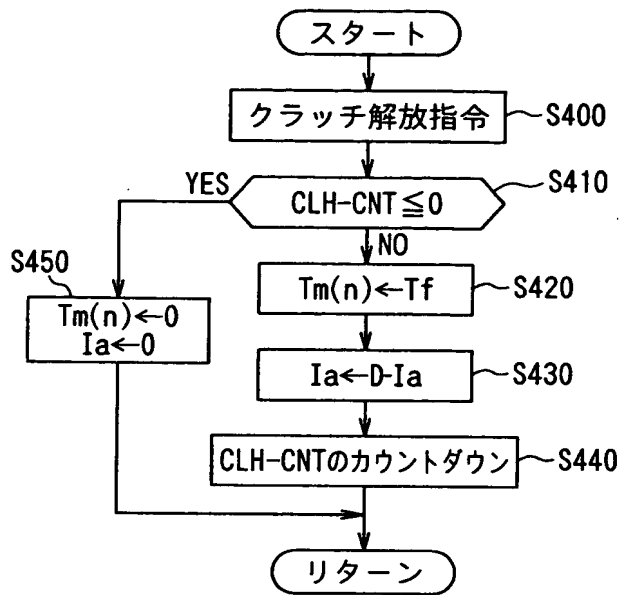 スタート
クラッチ解放指令
S400
CLH-CNT≦0
S410
YES
NO
S450
Tm(n)←0
Ia←0
Tm(n)←Tf
S420
Ia←D-Ia
S430
CLH-CNTのカウントダウン
S440
リターン